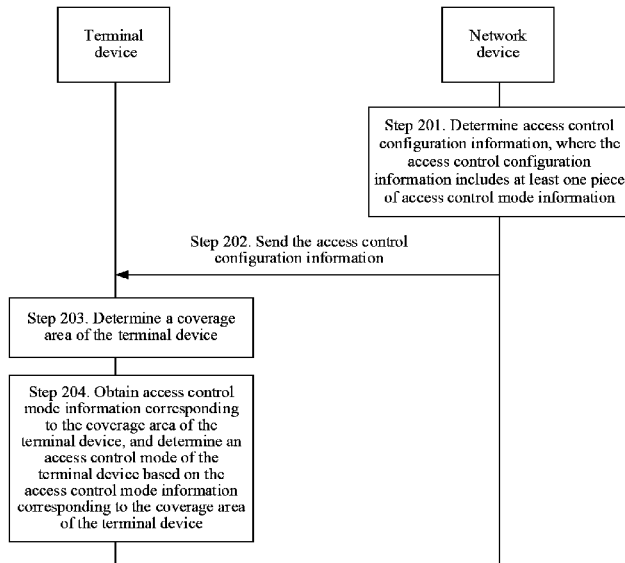 Terminal
device
Network
device
Step 201. Determine access control
configuration information, where the
access control configuration
information includes at least one piece
of access control mode information
Step 202. Send the access control
configuration information
Step 203. Determine a coverage
area of the terminal device
Step 204. Obtain access control
mode information corresponding
to the coverage area of the
terminal device, and determine an
access control mode of the
terminal device based on the
access control mode information
corresponding to the coverage area
of the terminal device